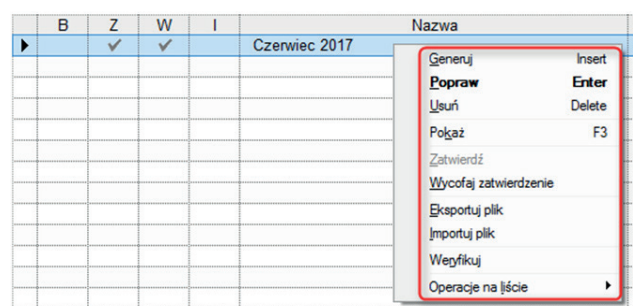 B Z W I Nazwa
Czerwiec 2017
Generuj Insert
Popraw Enter
Usuń Delete
Pokaż F3
Zatwierdź
Wycofaj zatwierdzenie
Eksportuj plik
Importuj plik
Weryfikuj
Operacje na liście